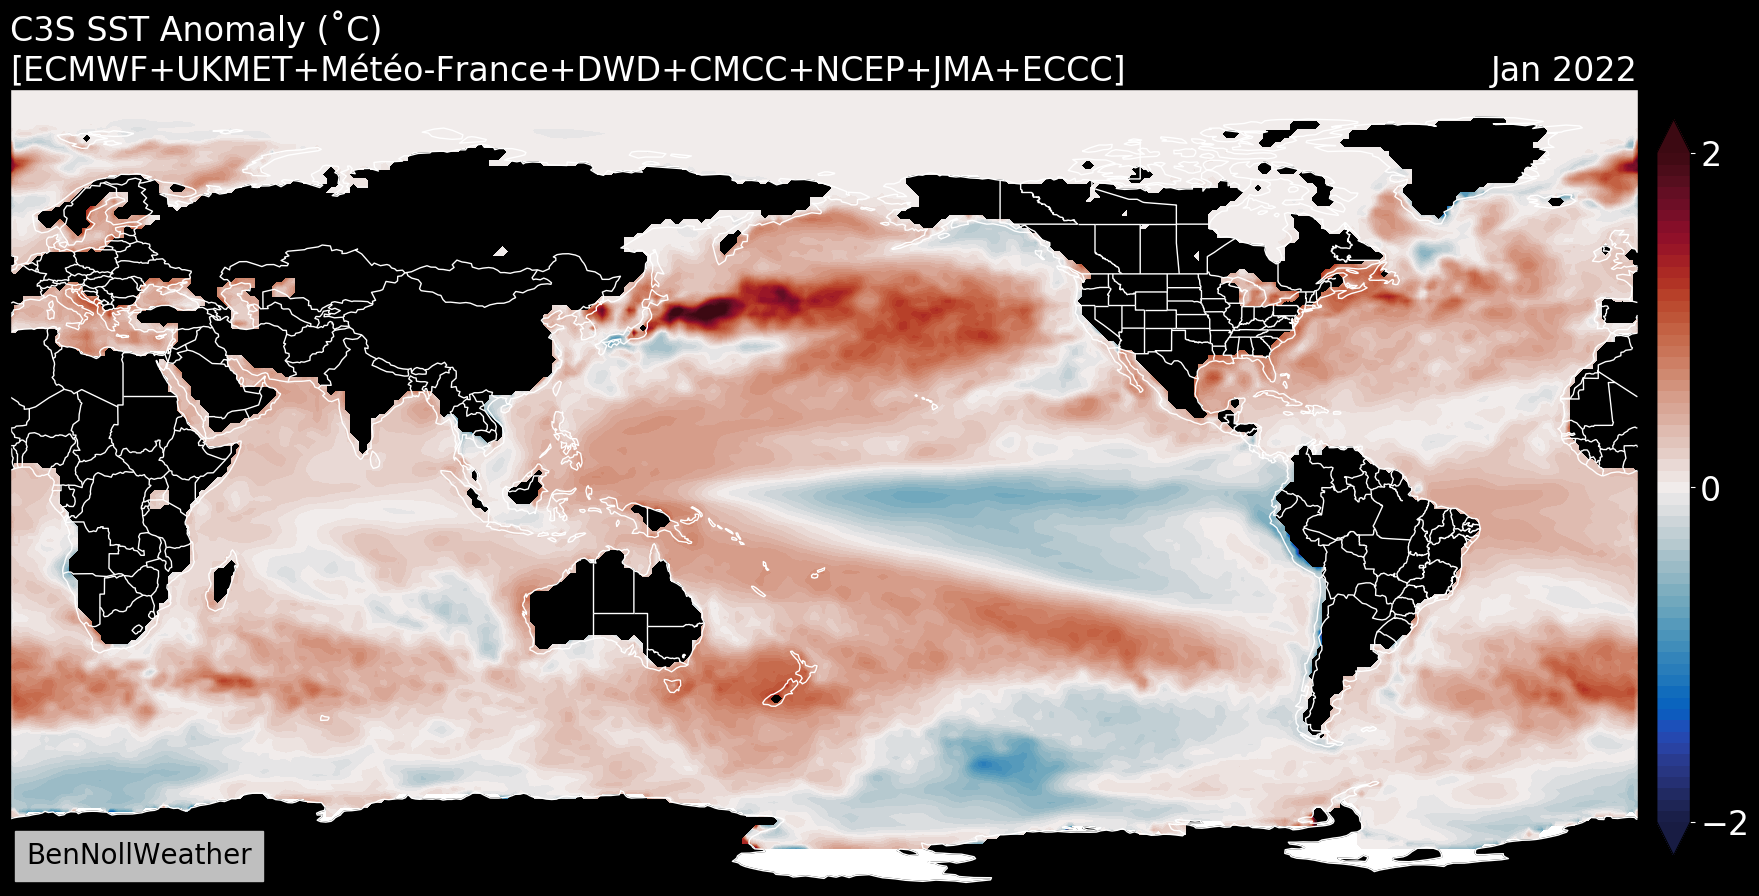 C3S SST Anomaly (˚C)
[ECMWF+UKMET+Météo-France+DWD+CMCC+NCEP+JMA+ECCC]
Jan 2022
2
0
−2
BenNollWeather